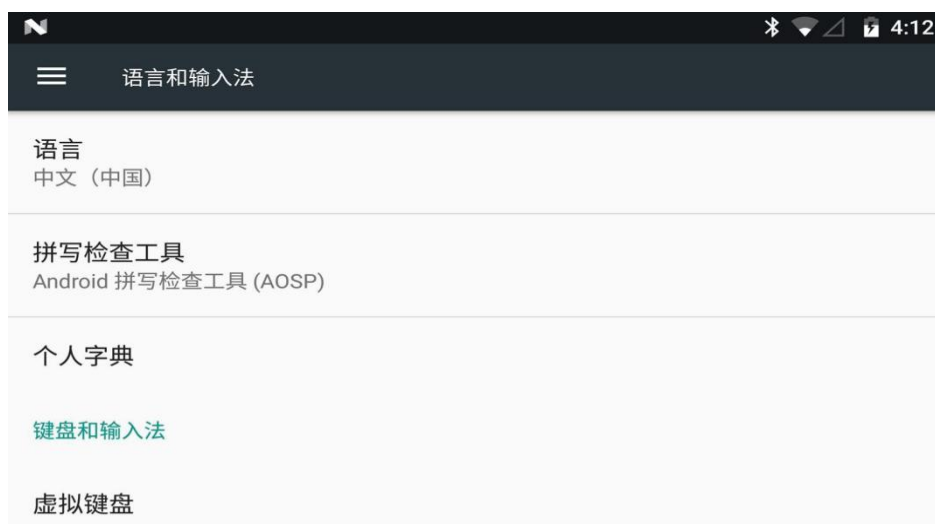 4:12
语言和输入法
语言
中文（中国）
拼写检查工具
Android 拼写检查工具 (AOSP)
个人字典
键盘和输入法
虚拟键盘